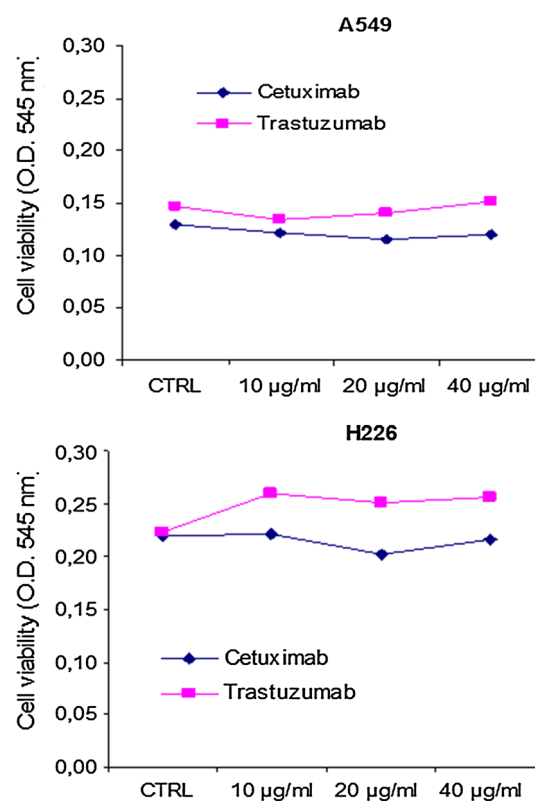 A549
Cell viability (O.D. 545 nm.
0,30
0,25
0,20
0,15
0,10
0,05
0,00
Cetuximab
Trastuzumab
CTRL 10 µg/ml 20 µg/ml 40 µg/ml
H226
Cell viability (O.D. 545 nm.
0,30
0,25
0,20
0,15
0,10
0,05
0,00
Cetuximab
Trastuzumab
CTRL 10 µg/ml 20 µg/ml 40 µg/ml